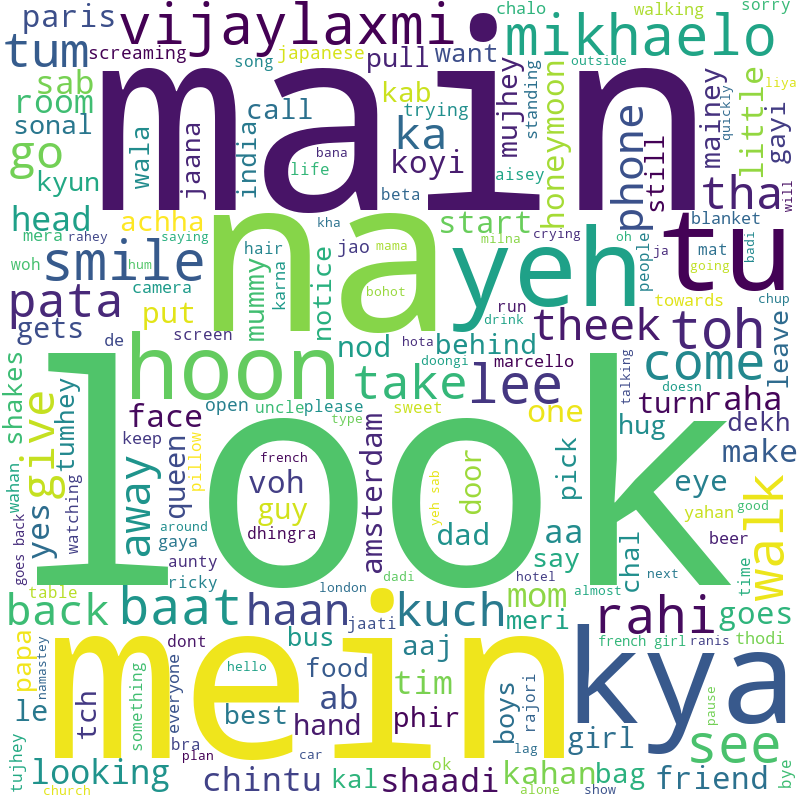 paris
vijaylaxmi
chalo
walking
sorry
tum
screaming
song
japanese
pull
want
mikhaelo
outside
main
sab
room
sonal
wala
jaana
call
india
kab
trying
ka
koyi
mujhey
standing
honeymoon
phone
still
mainey
quickly
little
gayi
liya
will
go
kyun
bana
life
beta
aisey
tha
head
mera
rahey
achha
saying
kha
hum
na
jao
mama
milna
start
crying
yeh
oh
people
tu
blanket
mat
ja
going
badi
woh
smile
camera
hair
mummy
karna
notice
bohot
pata
put
run
drink
towards
chup
gets
de
screen
hoon
nod
hota
doongi
behind
marcello
theek
toh
talking
come
leave
shakes
give
tumhey
face
keep
open
uncle
please
take
type
sweet
lee
one
turn
raha
doesn
dekh
hug
make
look
wahan
yes
goes back
watching
away
queen
pillow
french
voh
guy
dhingra
amsterdam
yeh sab
dad
door
pick
aa
say
eye
chal
yahan
good
beer
time
walk
gaya
around
aunty
ricky
table
back
baat
haan
london
jaati
dadi
kuch
hotel
mom
meri
almost
next
rahi
goes
french girl
ranis
thodi
papa
namastey
tch
dont
bus
mein
aaj
kya
le
something
everyone
hello
food
ab
tim
best
hand
phir
boys
rajori
girl
pause
see
tujhey
bra
plan
looking
church
chintu
car
kal
shaadi
ok
lag
kahan
alone
bag
show
friend
bye